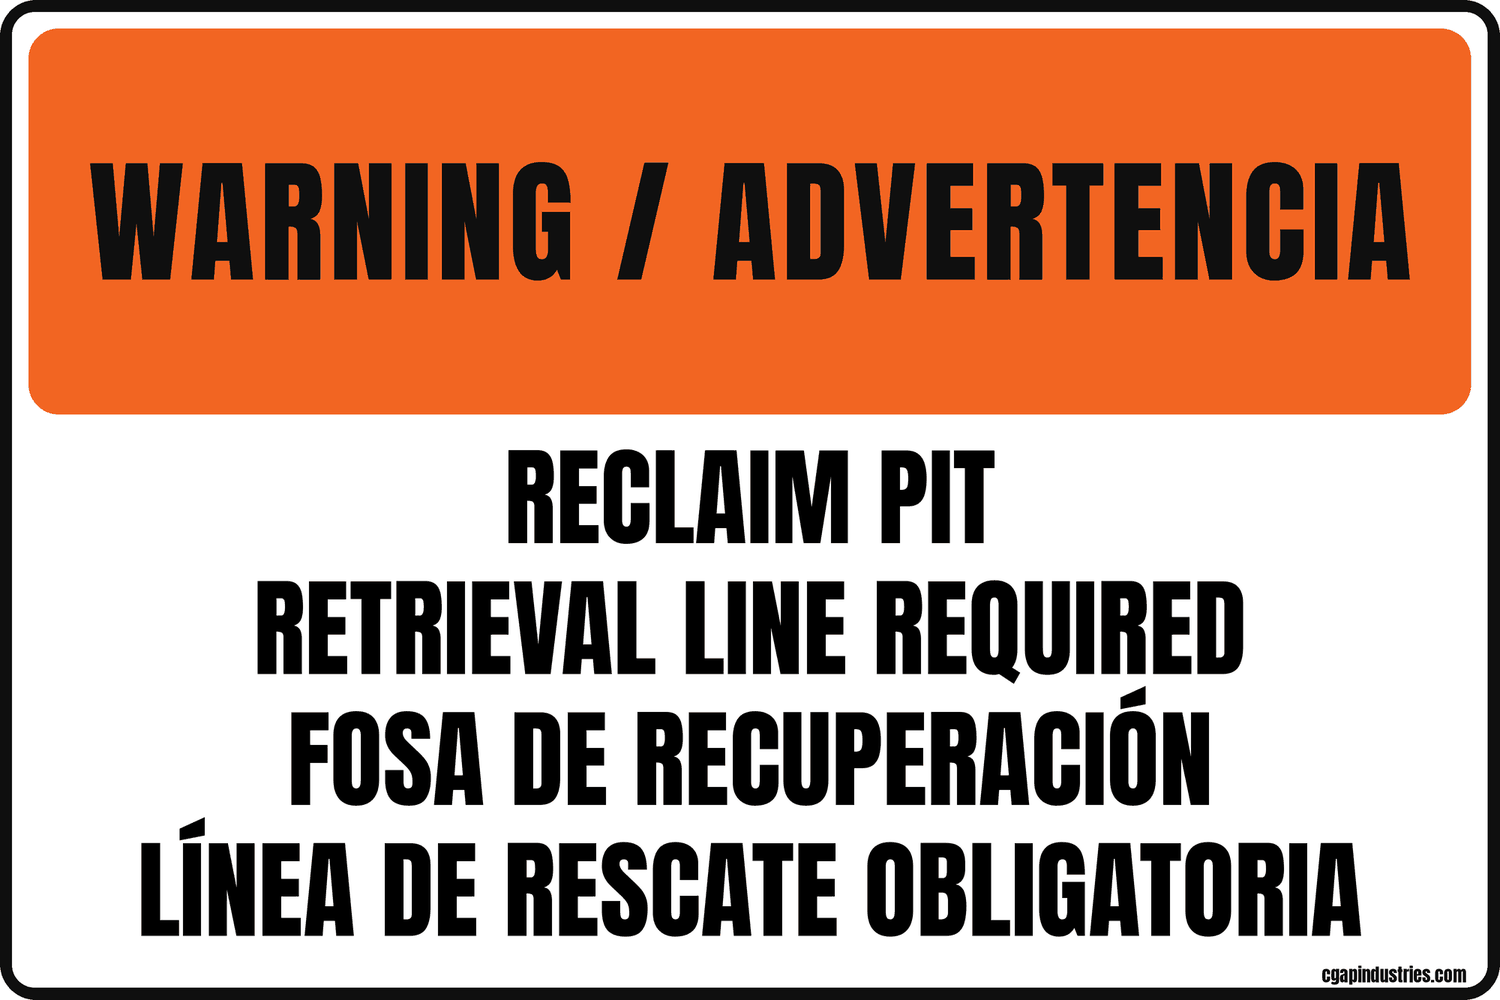 WARNING / ADVERTENCIA
RECLAIM PIT
RETRIEVAL LINE REQUIRED
FOSA DE RECUPERACIÓN
LÍNEA DE RESCATE OBLIGATORIA
cgapindustries.com